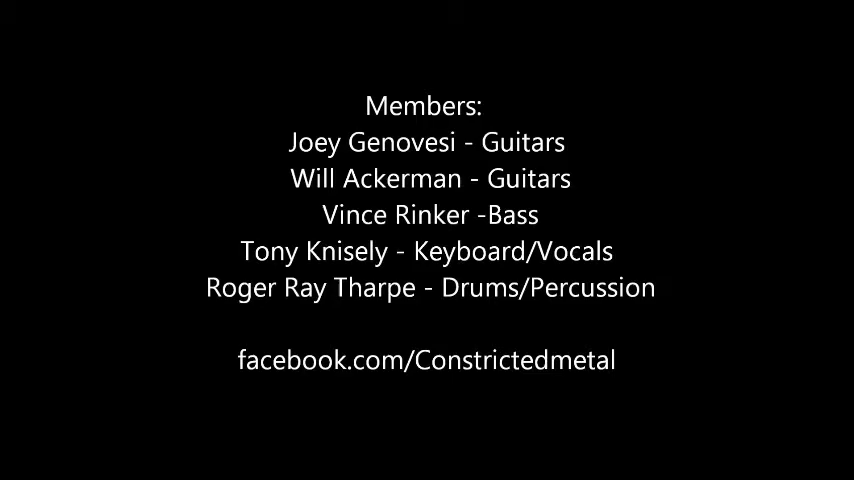 Members:
Joey Genovesi - Guitars
Will Ackerman - Guitars
Vince Rinker -Bass
Tony Knisely - Keyboard/Vocals
Roger Ray Tharpe - Drums/Percussion
facebook.com/Constrictedmetal